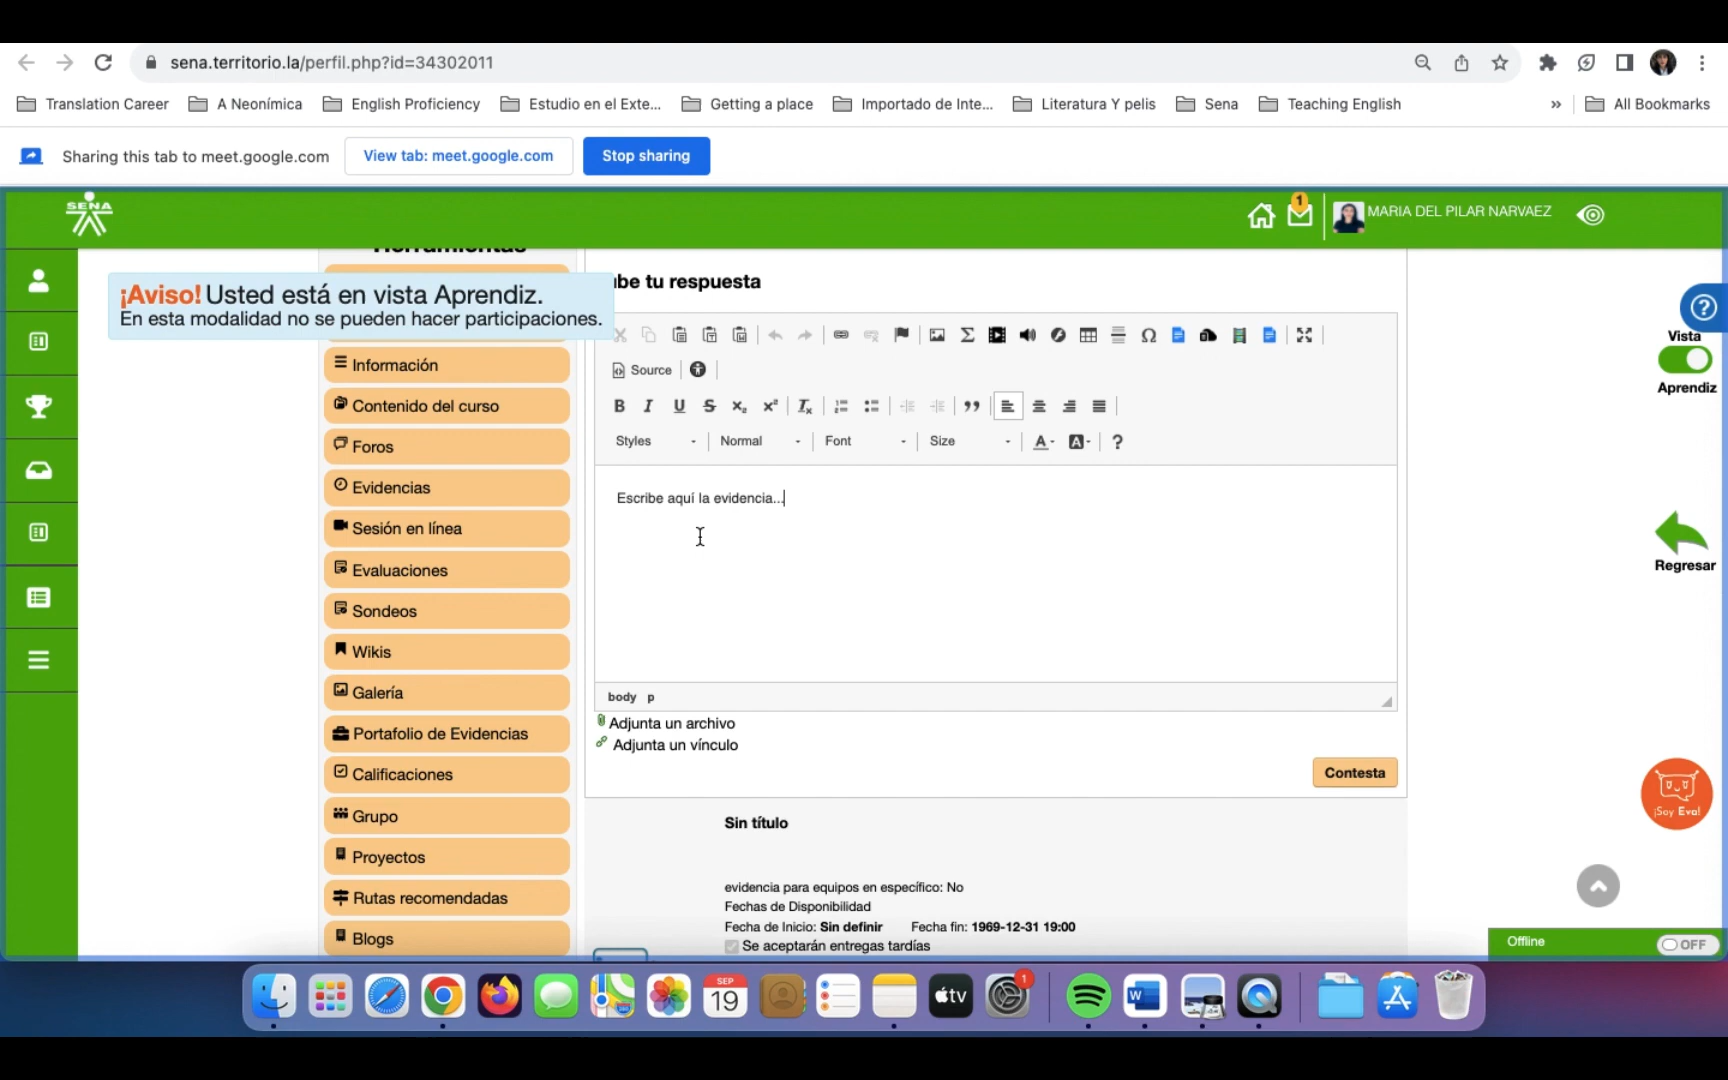 sena.territorio.la/perfil.php?id=34302011
Translation Career
A Neonímica
English Proficiency
Estudio en el Exte...
Getting a place
Importado de Inte...
Literatura Y pelis
Sena
Teaching English
»
All Bookmarks
Sharing this tab to meet.google.com
View tab: meet.google.com
Stop sharing
SENA
1
MARIA DEL PILAR NARVAEZ
Herramientas
¡Aviso! Usted está en vista Aprendiz.
En esta modalidad no se pueden hacer participaciones.
ube tu respuesta
Vista
Aprendiz
Regresar
Información
Contenido del curso
Foros
Evidencias
Sesión en línea
Evaluaciones
Sondeos
Wikis
Galería
Portafolio de Evidencias
Calificaciones
Grupo
Proyectos
Rutas recomendadas
Blogs
Source
Styles
Normal
Font
Size
Escribe aquí la evidencia...
body p
Adjunta un archivo
Adjunta un vínculo
Contesta
Sin título
evidencia para equipos en específico: No
Fechas de Disponibilidad
Fecha de Inicio: Sin definir Fecha fin: 1969-12-31 19:00
Se aceptarán entregas tardías
¡Soy Eva!
Offline
OFF
SEP
19
tv
1
W